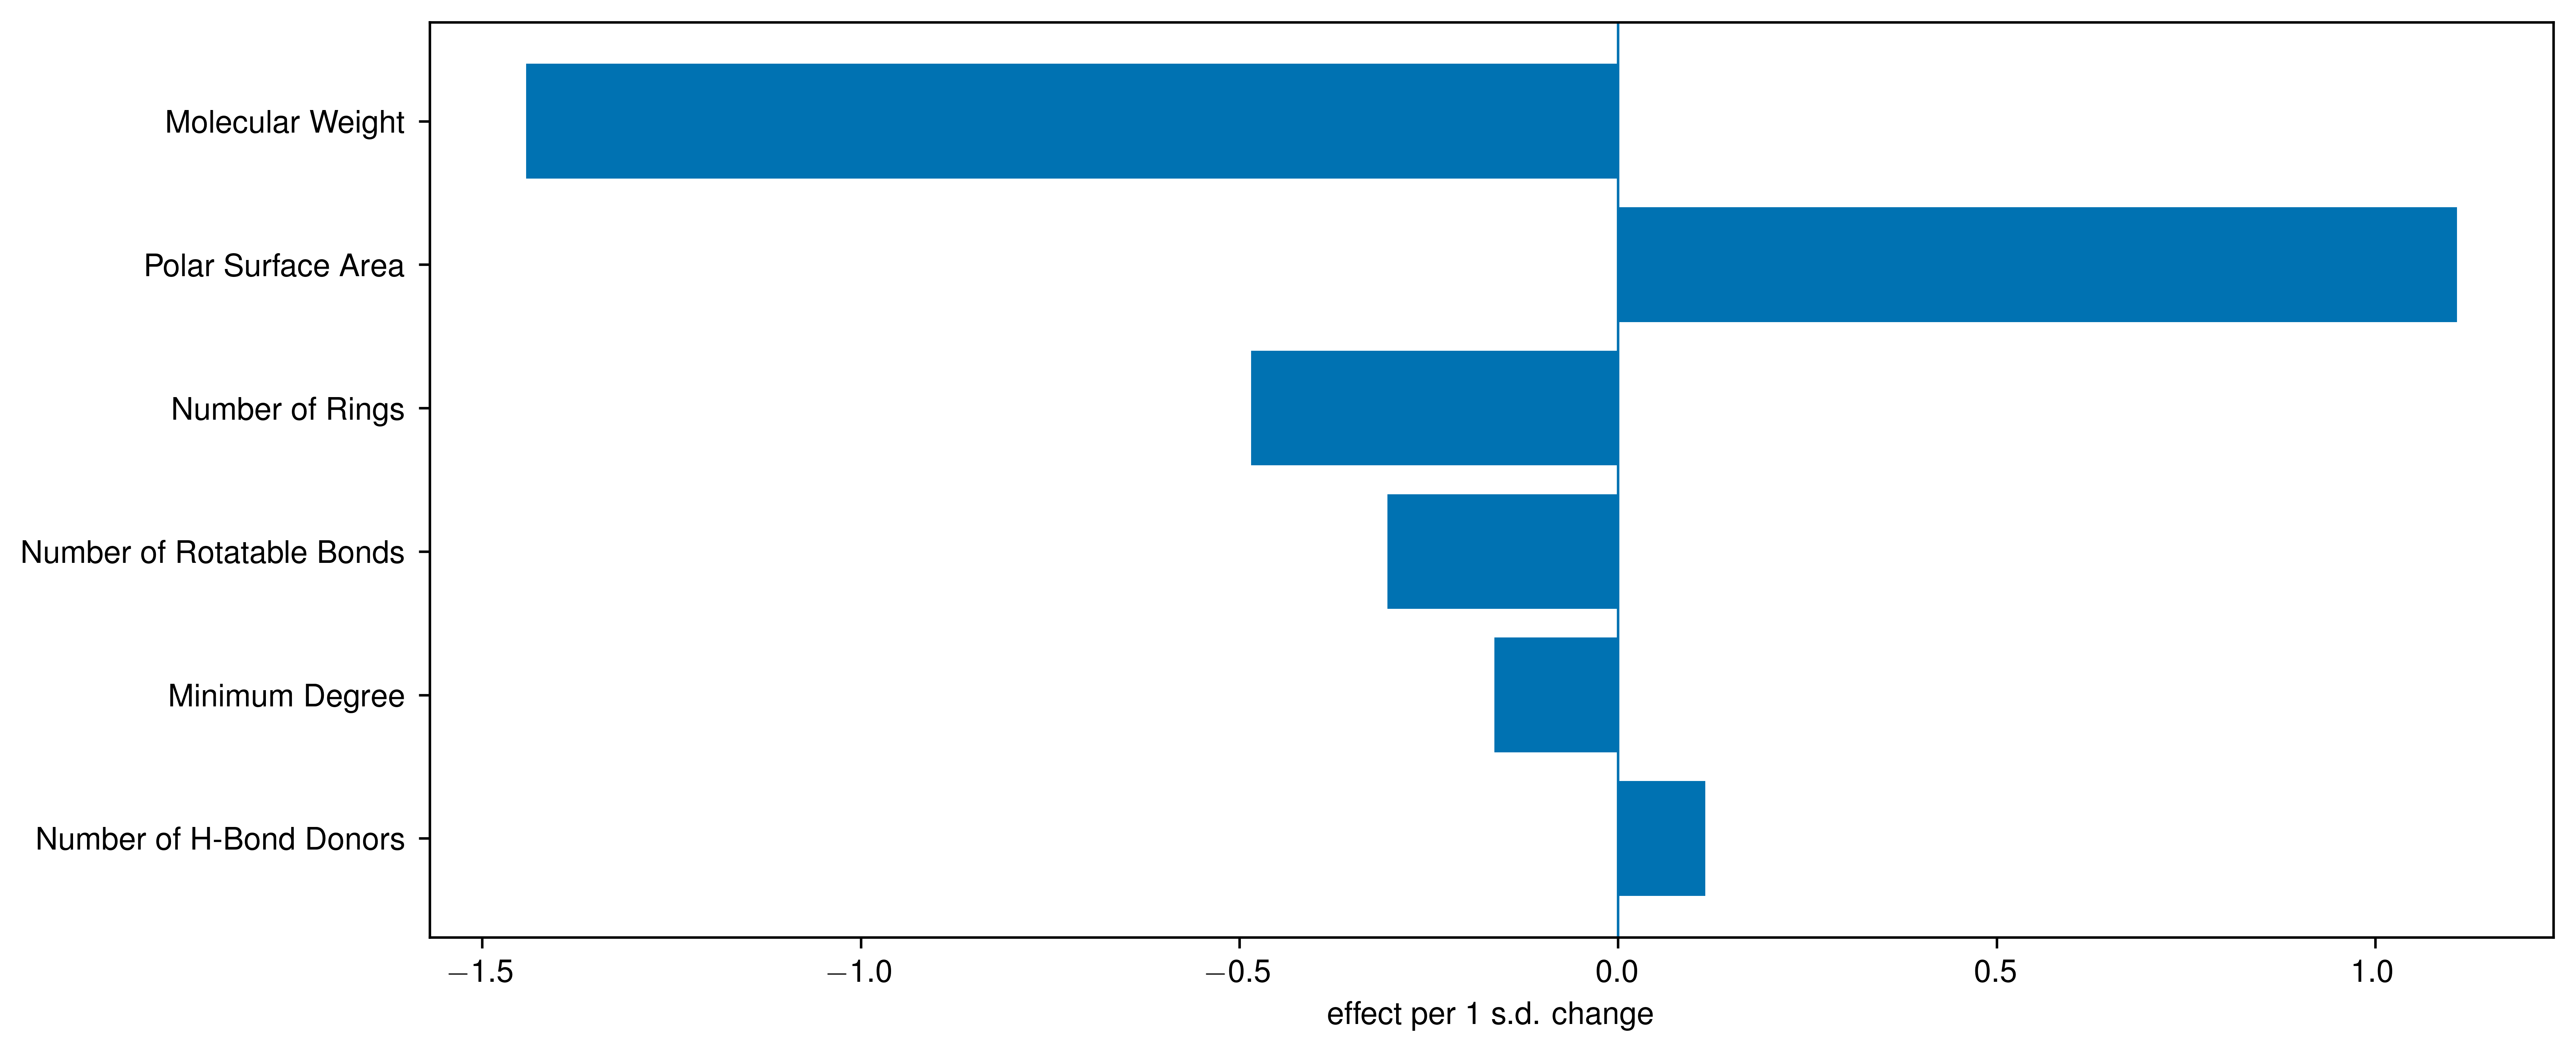 Molecular Weight
Polar Surface Area
Number of Rings
Number of Rotatable Bonds
Minimum Degree
Number of H-Bond Donors
−1.5 −1.0 −0.5 0.0 0.5 1.0
effect per 1 s.d. change